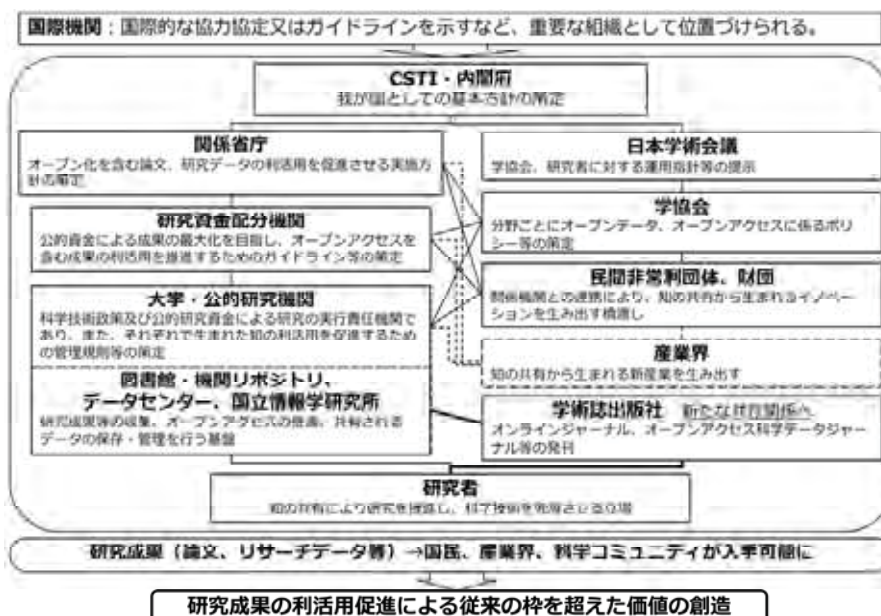 国際機関:国際的な協力協定又はガイドラインを示すなど、重要な組織として位置づけられる。
CSTI・内閣府
我が国としての基本方針の策定
関係省庁
オープン化を含む論文、研究データの利活用を促進させる実施方
針の策定
研究資金配分機関
公的資金による成果の最大化を目指し、オープンアクセスを
含む成果の利活用を推進するためのガイドライン等の策定
大学・公的研究機関
科学技術政策及び公的研究資金による研究の実行責任機関で
あり、また、それぞれで生まれた知の利活用を促進するため
の管理規則等の策定
図書館・機関リポジトリ、
データセンター、国立情報学研究所
研究成果等の収集、オープンアクセスの推進、共有される
データの保存・管理を行う基盤
日本学術会議
学協会、研究者に対する運用指針等の提示
学協会
分野ごとにオープンデータ、オープンアクセスに係るポリ
シー等の策定
民間非営利団体、財団
関係機関との連携により、知の共有から生まれるイノベー
ションを生み出す橋渡し
産業界
知の共有から生まれる新産業を生み出す
学術誌出版社 新たな共存関係へ
オンラインジャーナル、オープンアクセス科学データジャー
ナル等の発刊
研究者
知の共有により研究を推進し、科学技術を発展させる立場
研究成果(論文、リサーチデータ等)→国民、産業界、科学コミュニティが入手可能に
研究成果の利活用促進による従来の枠を超えた価値の創造